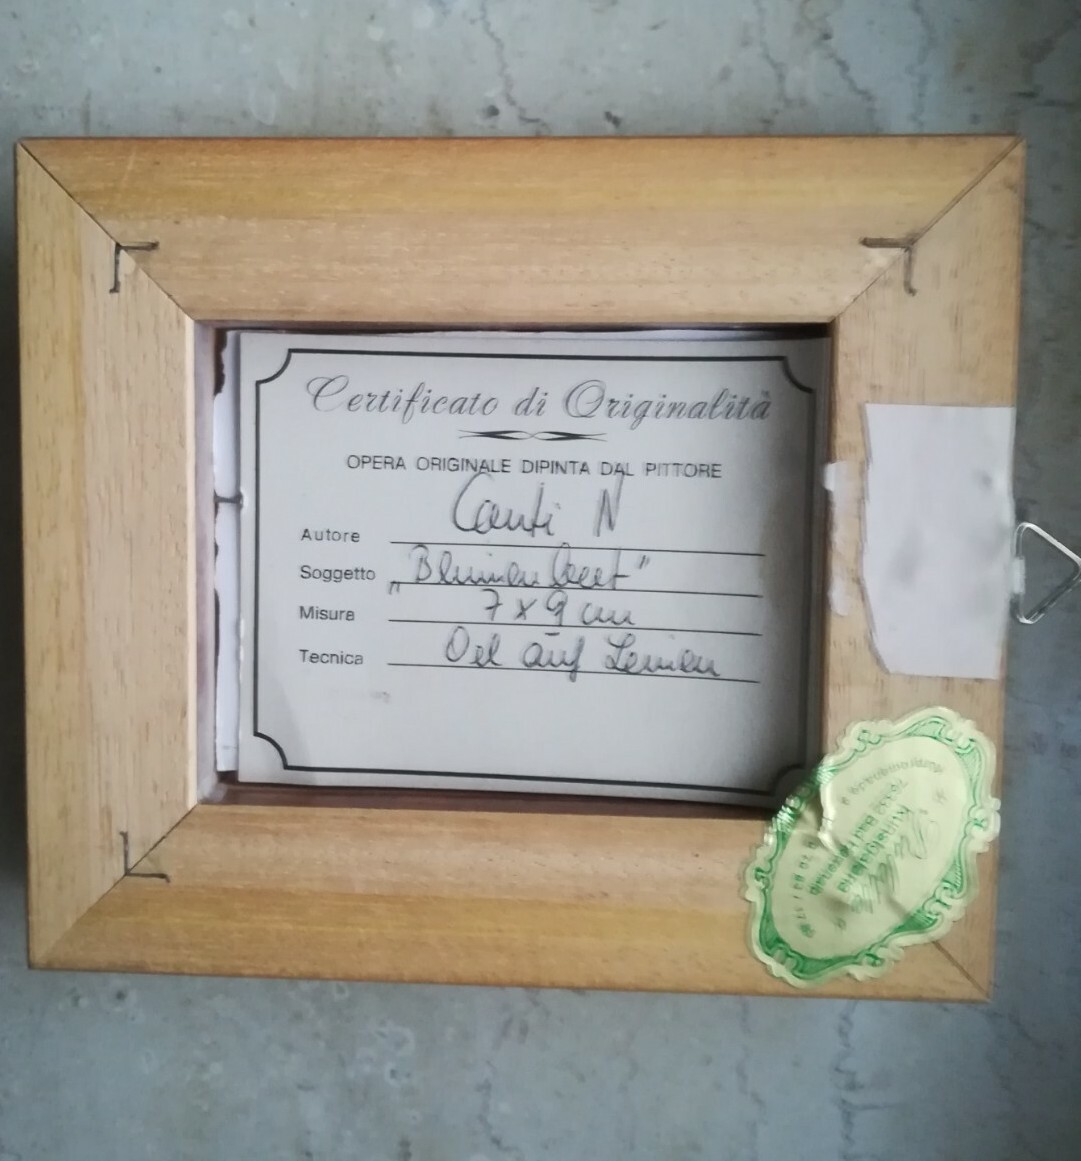 Certificato di Originalità
OPERA ORIGINALE DIPINTA DAL PITTORE
Autore Conti N
Soggetto „Blumenbeet"
Misura 7 x 9 cm
Tecnica Oel auf Leinen